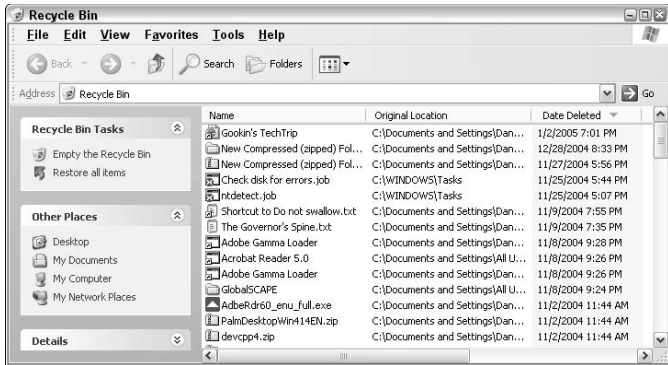 Recycle Bin
File Edit View Favorites Tools Help
Back Search Folders
Address Recycle Bin Go
Name Original Location Date Deleted
Recycle Bin Tasks
Empty the Recycle Bin
Restore all items
Other Places
Desktop
My Documents
My Computer
My Network Places
Details
Gookin's TechTrip C:\Documents and Settings\Dan... 1/2/2005 7:01 PM
New Compressed (zipped) Fol... C:\Documents and Settings\Dan... 12/28/2004 8:33 PM
New Compressed (zipped) Fol... C:\Documents and Settings\Dan... 11/27/2004 5:56 PM
Check disk for errors.job C:\WINDOWS\Tasks 11/25/2004 5:44 PM
ntdetect.job C:\WINDOWS\Tasks 11/25/2004 5:07 PM
Shortcut to Do not swallow.txt C:\Documents and Settings\Dan... 11/9/2004 7:55 PM
The Governor's Spine.txt C:\Documents and Settings\Dan... 11/9/2004 7:35 PM
Adobe Gamma Loader C:\Documents and Settings\Dan... 11/8/2004 9:28 PM
Acrobat Reader 5.0 C:\Documents and Settings\All U... 11/8/2004 9:26 PM
Adobe Gamma Loader C:\Documents and Settings\Dan... 11/8/2004 9:26 PM
GlobalSCAPE C:\Documents and Settings\All U... 11/8/2004 9:24 PM
AdbeRdr60_enu_full.exe C:\Documents and Settings\Dan... 11/2/2004 11:44 AM
PalmDesktopWin414EN.zip C:\Documents and Settings\Dan... 11/2/2004 11:44 AM
devcpp4.zip C:\Documents and Settings\Dan... 11/2/2004 11:44 AM